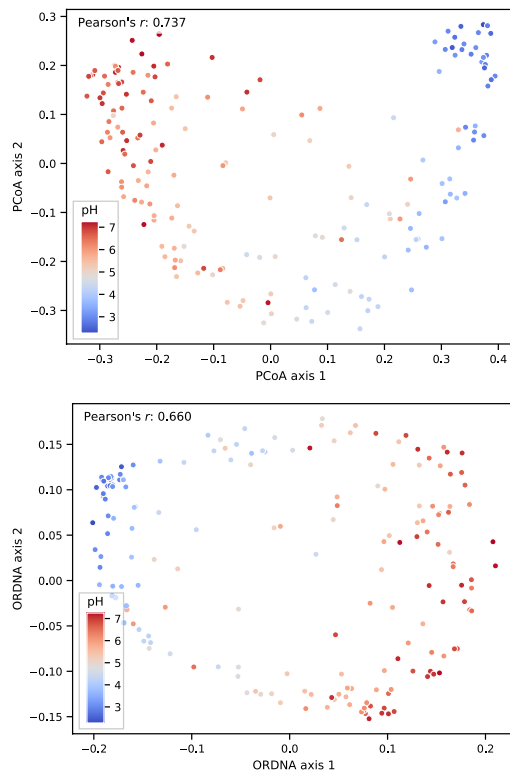 Pearson's r: 0.737
0.3
0.2
0.1
0.0
−0.1
−0.2
−0.3
PCoA axis 2
pH
7
6
5
4
3
−0.3 −0.2 −0.1 0.0 0.1 0.2 0.3 0.4
PCoA axis 1
Pearson's r: 0.660
0.15
0.10
0.05
0.00
−0.05
−0.10
−0.15
ORDNA axis 2
pH
7
6
5
4
3
−0.2 −0.1 0.0 0.1 0.2
ORDNA axis 1